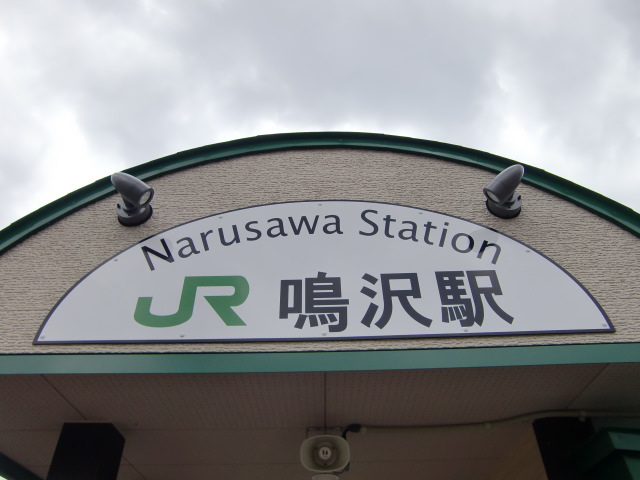 Narusawa Station
JR 鳴沢駅